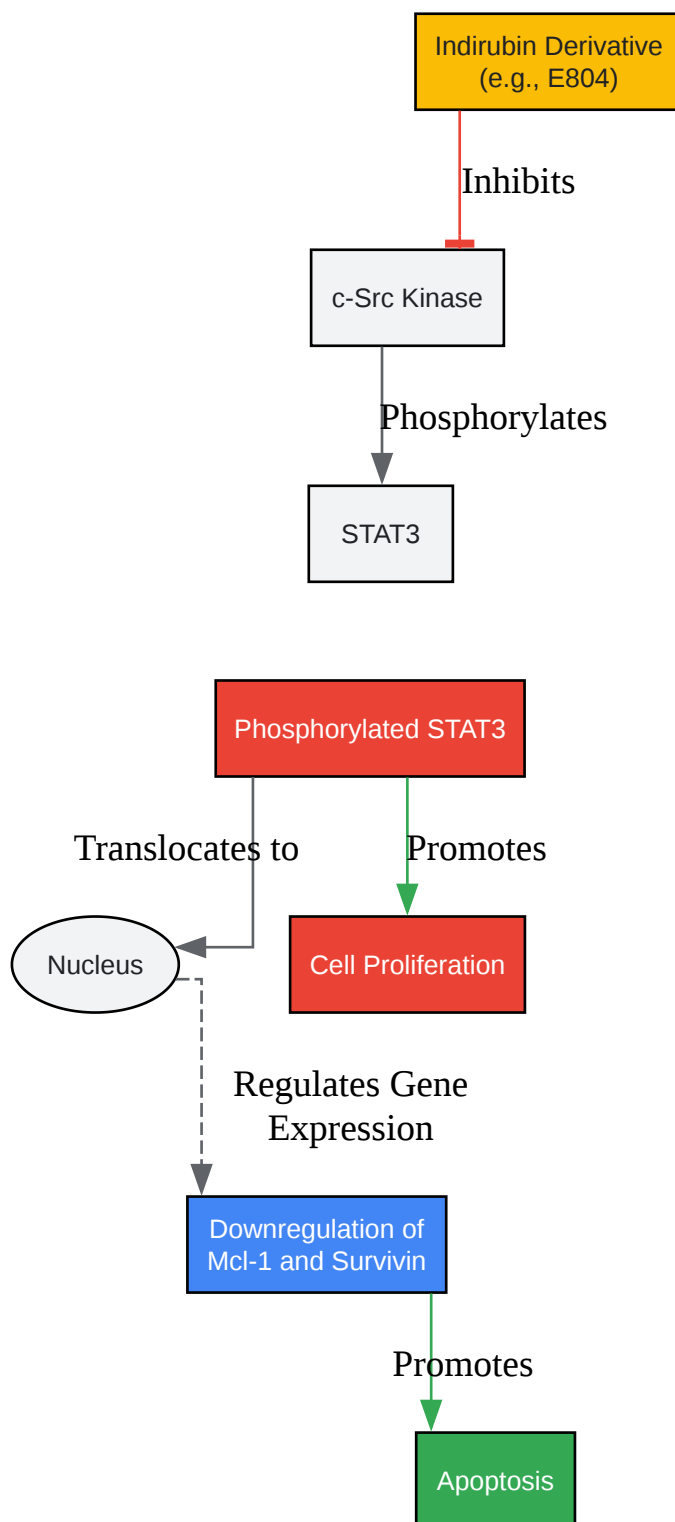 Indirubin Derivative
(e.g., E804)
Inhibits
c-Src Kinase
Phosphorylates
STAT3
Phosphorylated STAT3
Translocates to
Promotes
Nucleus
Cell Proliferation
Regulates Gene
Expression
Downregulation of
Mcl-1 and Survivin
Promotes
Apoptosis